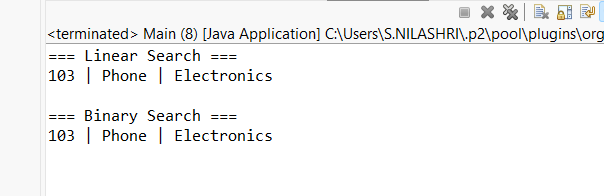 <terminated> Main (8) [Java Application] C:\Users\S.NILASHRI\.p2\pool\plugins\org
=== Linear Search ===
103 | Phone | Electronics
=== Binary Search ===
103 | Phone | Electronics